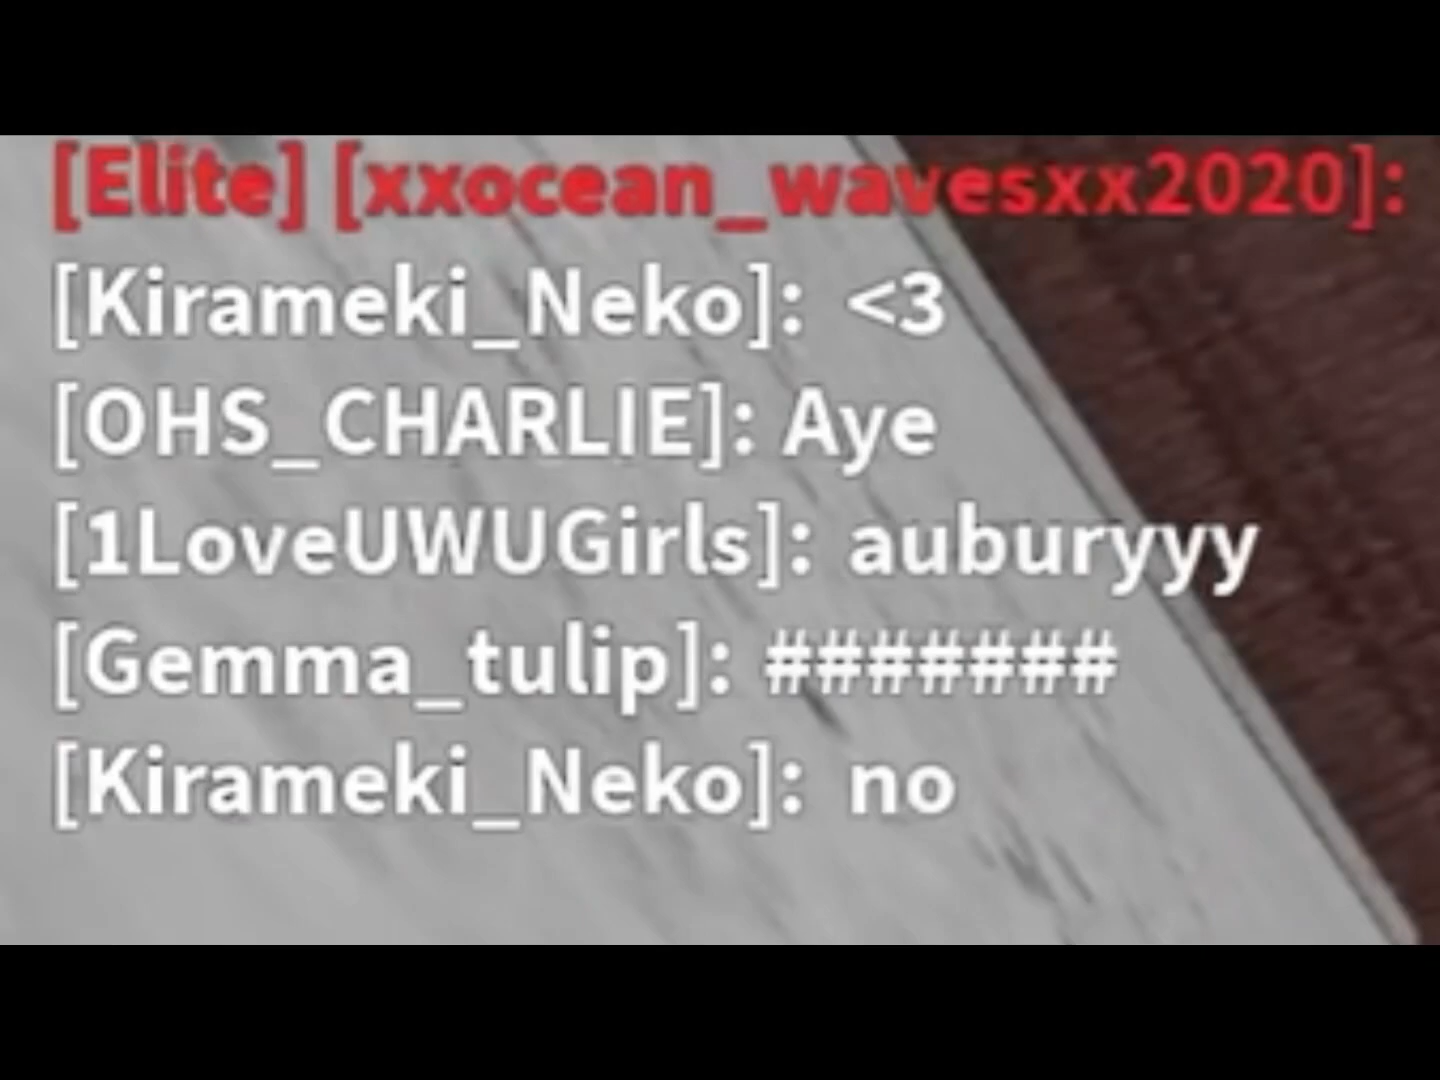 [Elite] [xxocean_wavesxx2020]:
[Kirameki_Neko]: <3
[OHS_CHARLIE]: Aye
[1LoveUWUGirls]: auburyyy
[Gemma_tulip]: #######
[Kirameki_Neko]: no